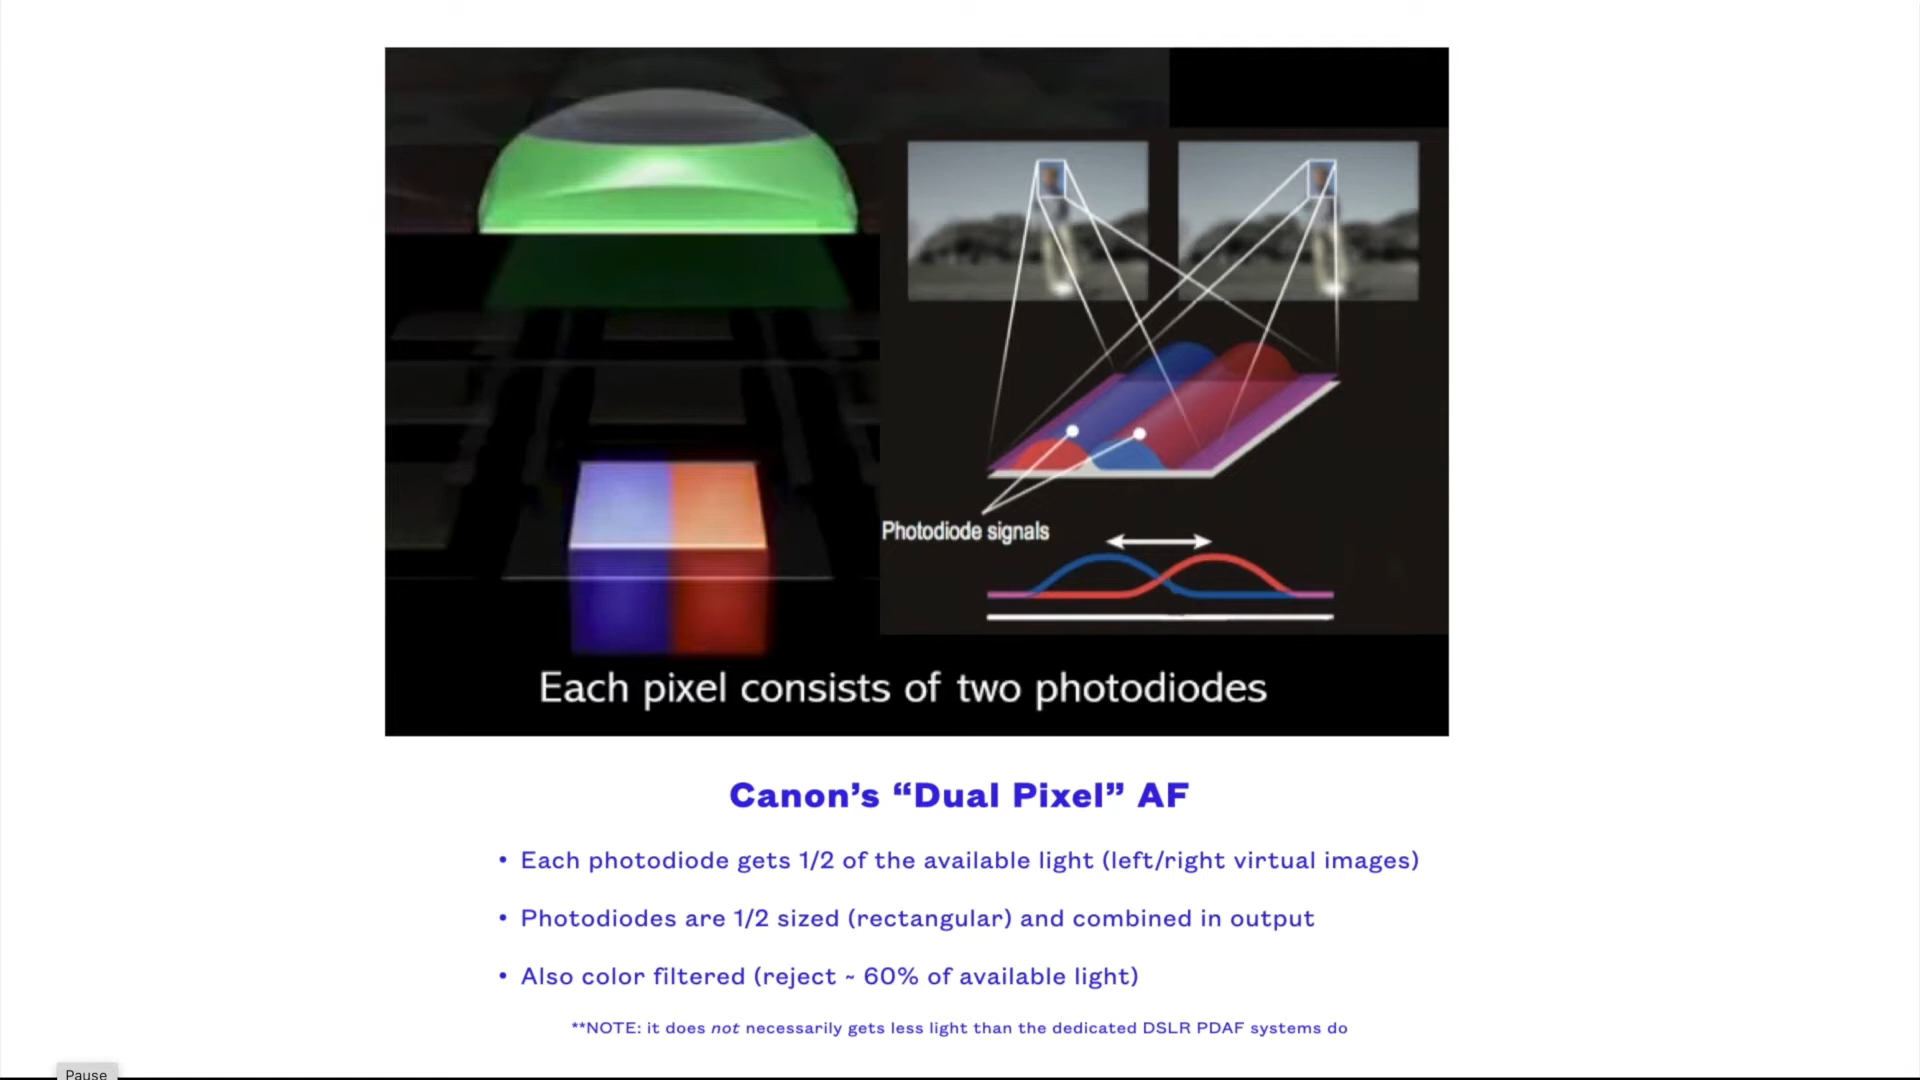 Photodiode signals
Each pixel consists of two photodiodes
Canon’s “Dual Pixel” AF
• Each photodiode gets 1/2 of the available light (left/right virtual images)
• Photodiodes are 1/2 sized (rectangular) and combined in output
• Also color filtered (reject ~ 60% of available light)
**NOTE: it does not necessarily gets less light than the dedicated DSLR PDAF systems do
Pause